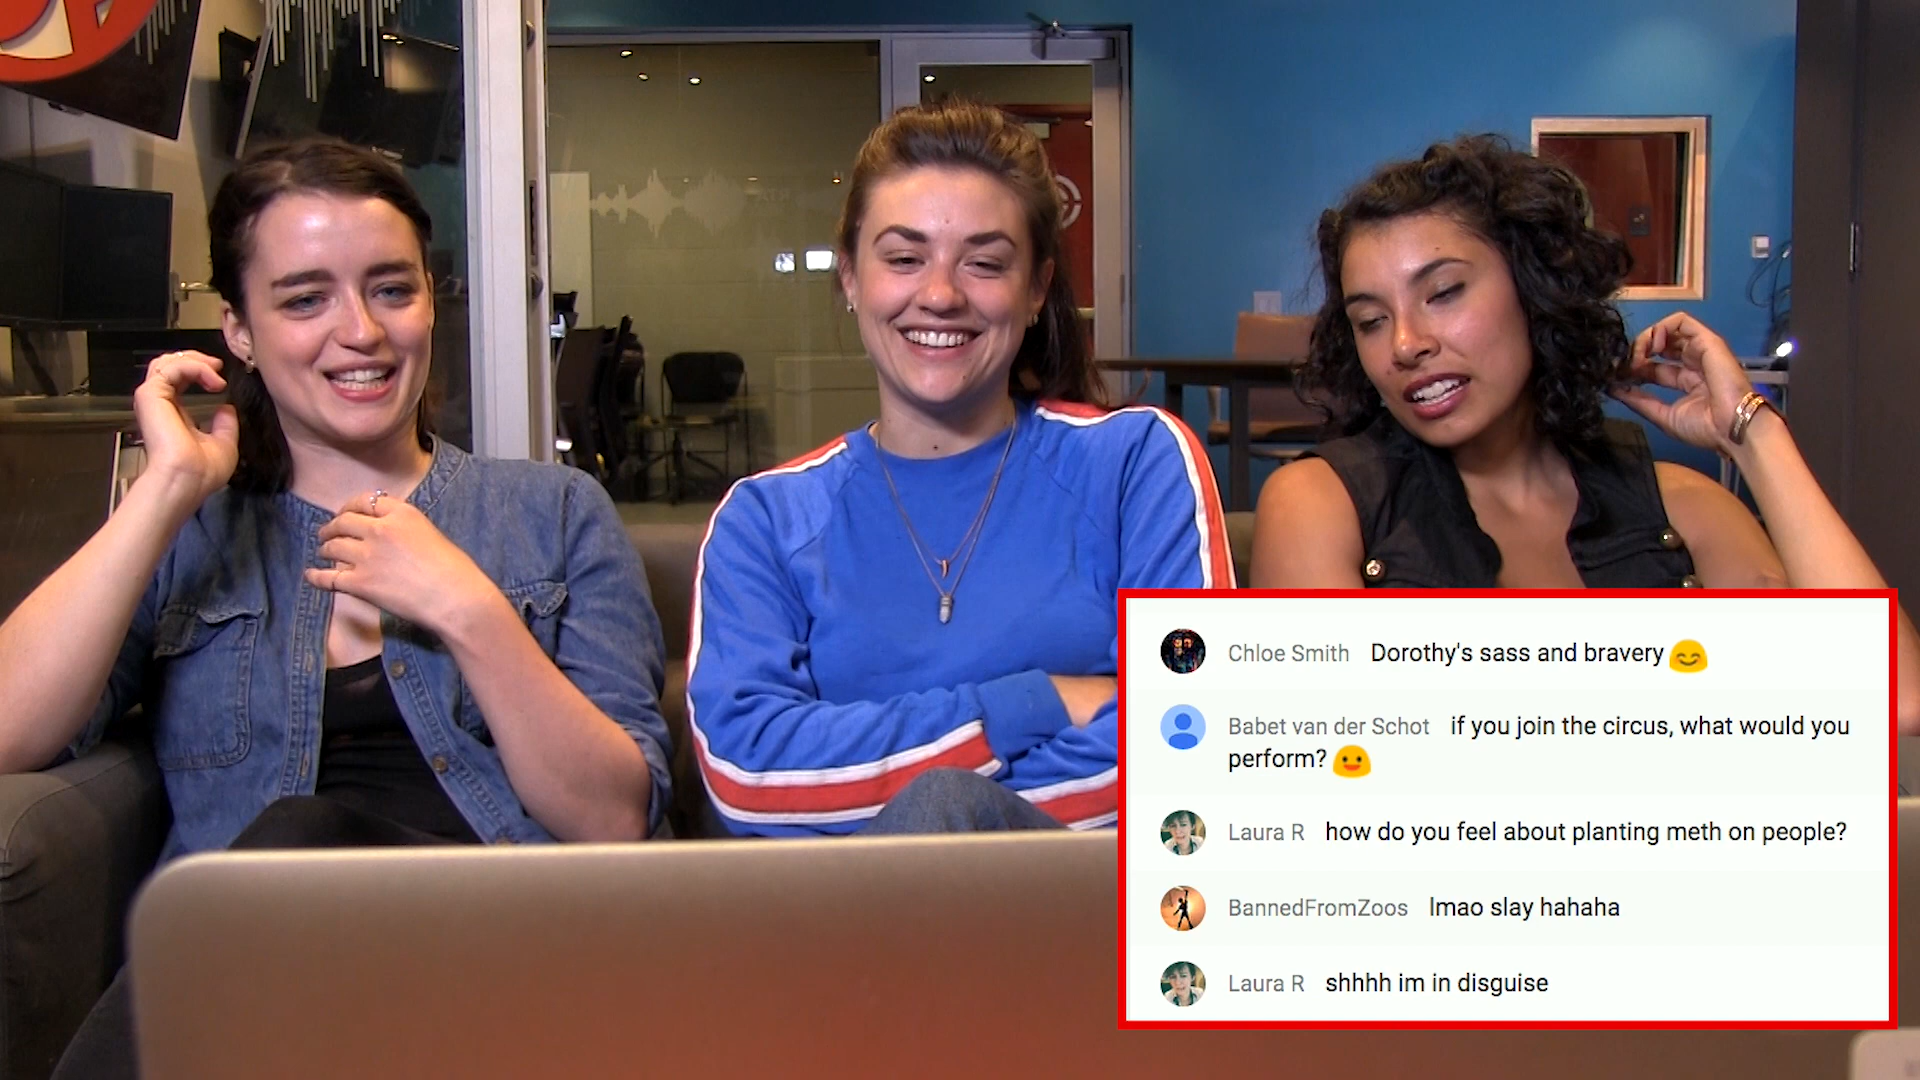 Chloe Smith Dorothy's sass and bravery 😊
Babet van der Schot if you join the circus, what would you
perform? 🙂
Laura R how do you feel about planting meth on people?
BannedFromZoos lmao slay hahaha
Laura R shhhh im in disguise